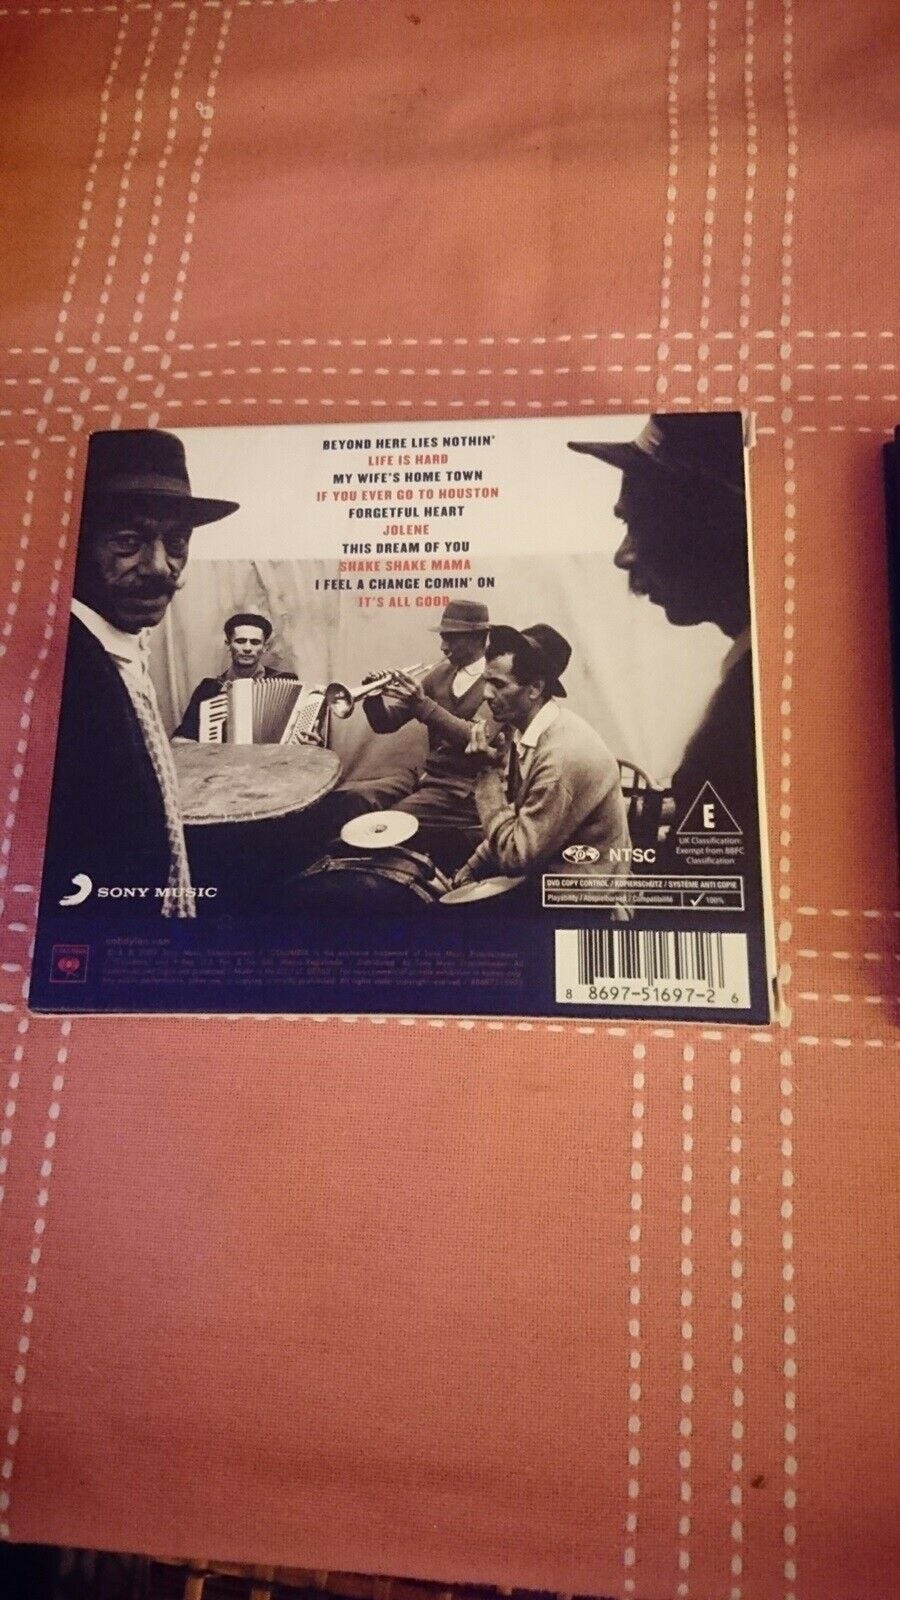 BEYOND HERE LIES NOTHIN'
LIFE IS HARD
MY WIFE'S HOME TOWN
IF YOU EVER GO TO HOUSTON
FORGETFUL HEART
JOLENE
THIS DREAM OF YOU
SHAKE SHAKE MAMA
I FEEL A CHANGE COMIN' ON
IT'S ALL GOOD
E
UK Classification:
Exempt from BBFC
Classification
NTSC
DVD COPY CONTROL / KOPIERSCHUTZ / SYSTÈME ANTI COPIE
Playability / Abspielbarkeit / Compatibilité 100%
SONY MUSIC
bobdylan.com
COLUMBIA
8 8697-51697-2 6